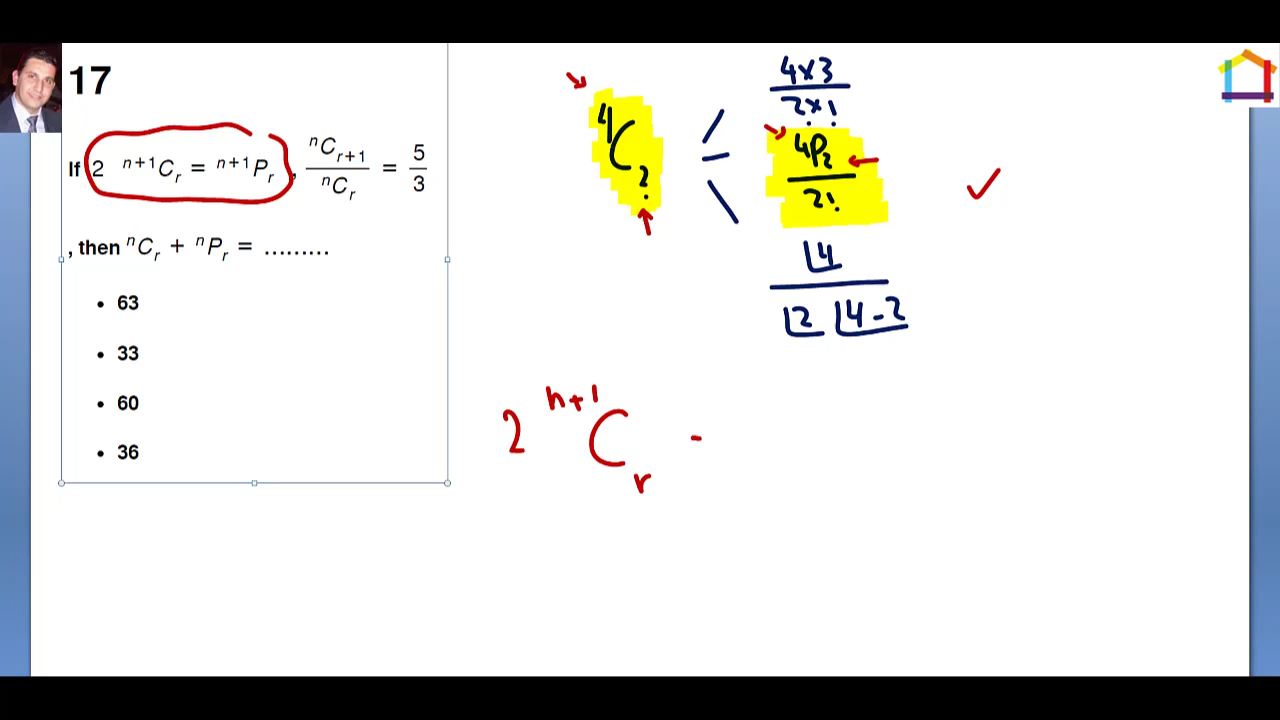 17
If 2 ⁿ⁺¹Cᵣ = ⁿ⁺¹Pᵣ , ⁿCᵣ₊₁ / ⁿCᵣ = 5/3
, then ⁿCᵣ + ⁿPᵣ = .........
• 63
• 33
• 60
• 36
4×3 / 2×1
⁴C₂ = 4P₂ / 2!
⌊4 / ⌊2 ⌊4-2
2 ⁿ⁺¹Cᵣ -